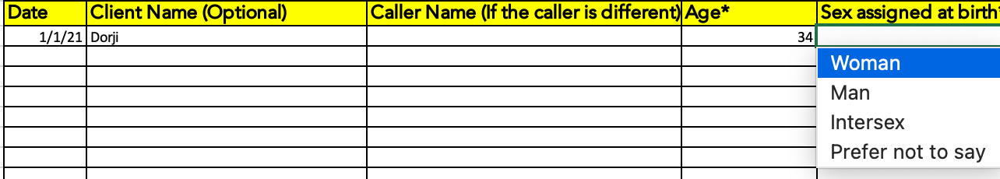 Date Client Name (Optional) Caller Name (If the caller is different) Age* Sex assigned at birth*
1/1/21 Dorji 34
Woman
Man
Intersex
Prefer not to say